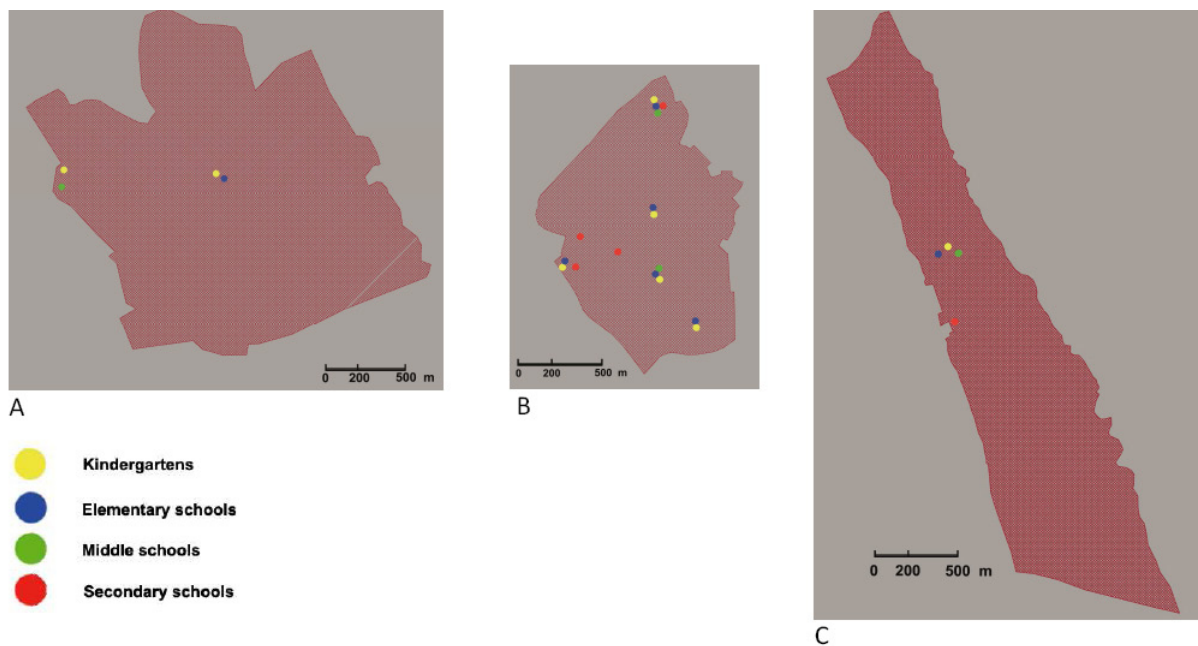 0 200 500 m
A
0 200 500 m
B
0 200 500 m
C
Kindergartens
Elementary schools
Middle schools
Secondary schools